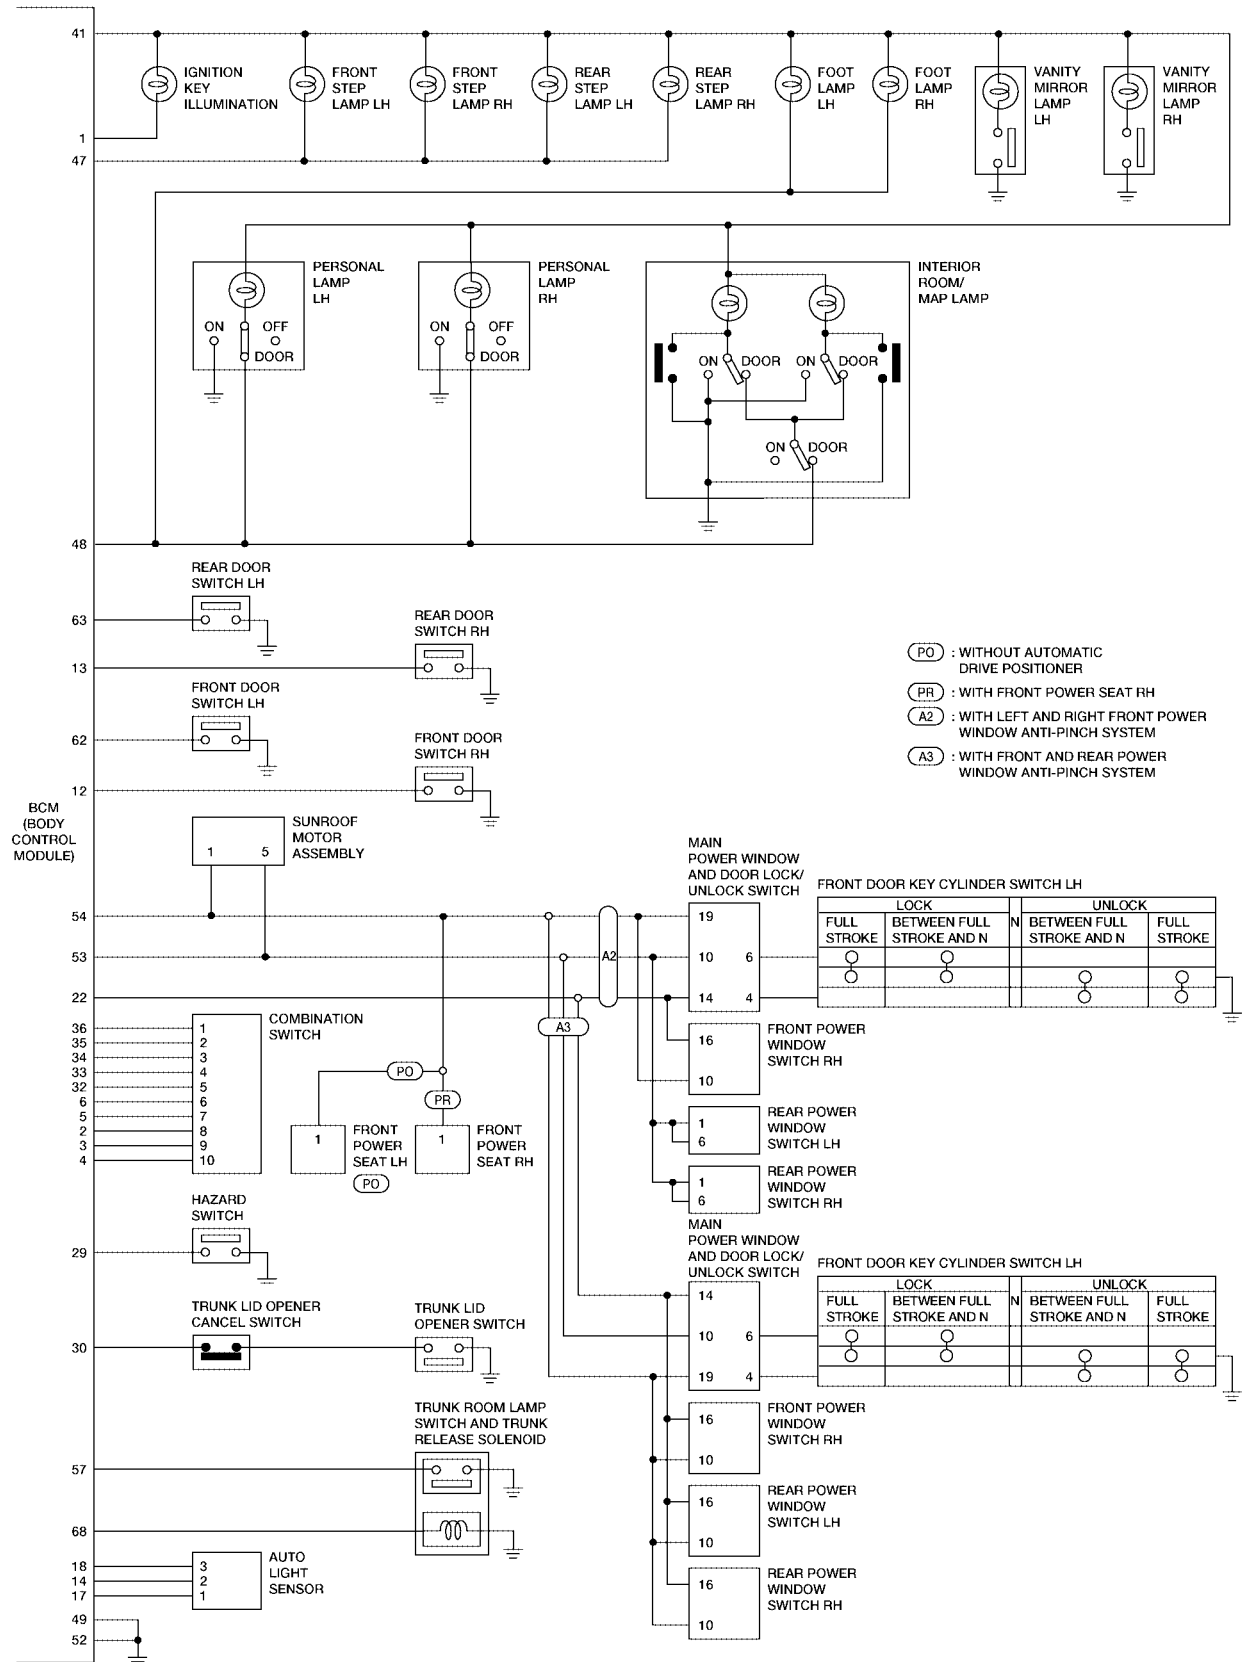 41
IGNITION
KEY
ILLUMINATION
FRONT
STEP
LAMP LH
FRONT
STEP
LAMP RH
REAR
STEP
LAMP LH
REAR
STEP
LAMP RH
FOOT
LAMP
LH
FOOT
LAMP
RH
VANITY
MIRROR
LAMP
LH
VANITY
MIRROR
LAMP
RH
1
47
PERSONAL
LAMP
LH
ON OFF
DOOR
PERSONAL
LAMP
RH
ON OFF
DOOR
INTERIOR
ROOM/
MAP LAMP
ON DOOR ON DOOR
ON DOOR
48
REAR DOOR
SWITCH LH
63
REAR DOOR
SWITCH RH
13
FRONT DOOR
SWITCH LH
62
FRONT DOOR
SWITCH RH
12
PO : WITHOUT AUTOMATIC
DRIVE POSITIONER
PR : WITH FRONT POWER SEAT RH
A2 : WITH LEFT AND RIGHT FRONT POWER
WINDOW ANTI-PINCH SYSTEM
A3 : WITH FRONT AND REAR POWER
WINDOW ANTI-PINCH SYSTEM
BCM
(BODY
CONTROL
MODULE)
1 5
SUNROOF
MOTOR
ASSEMBLY
54
53
22
A2
A3
MAIN
POWER WINDOW
AND DOOR LOCK/
UNLOCK SWITCH
19
10 6
14 4
FRONT DOOR KEY CYLINDER SWITCH LH
LOCK N UNLOCK
FULL STROKE
BETWEEN FULL STROKE AND N
BETWEEN FULL STROKE AND N
FULL STROKE
16
10
FRONT POWER
WINDOW
SWITCH RH
1
6
REAR POWER
WINDOW
SWITCH LH
1
6
REAR POWER
WINDOW
SWITCH RH
COMBINATION
SWITCH
36 1
35 2
34 3
33 4
32 5
6 6
5 7
2 8
3 9
4 10
PO
PR
1
FRONT
POWER
SEAT LH
PO
1
FRONT
POWER
SEAT RH
HAZARD
SWITCH
29
TRUNK LID OPENER
CANCEL SWITCH
TRUNK LID
OPENER SWITCH
30
MAIN
POWER WINDOW
AND DOOR LOCK/
UNLOCK SWITCH
14
10 6
19 4
FRONT DOOR KEY CYLINDER SWITCH LH
LOCK N UNLOCK
FULL STROKE
BETWEEN FULL STROKE AND N
BETWEEN FULL STROKE AND N
FULL STROKE
16
10
FRONT POWER
WINDOW
SWITCH RH
16
10
REAR POWER
WINDOW
SWITCH LH
16
10
REAR POWER
WINDOW
SWITCH RH
TRUNK ROOM LAMP
SWITCH AND TRUNK
RELEASE SOLENOID
57
68
AUTO
LIGHT
SENSOR
18 3
14 2
17 1
49
52